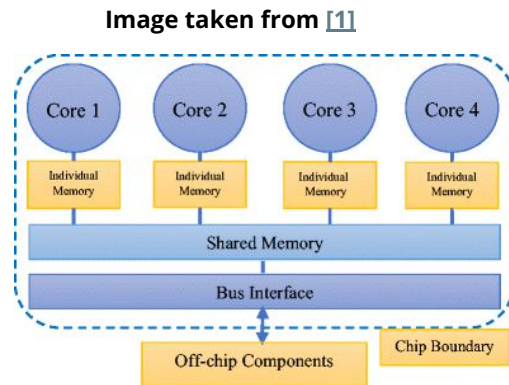 Image taken from [1]
Core 1
Core 2
Core 3
Core 4
Individual
Memory
Individual
Memory
Individual
Memory
Individual
Memory
Shared Memory
Bus Interface
Off-chip Components
Chip Boundary